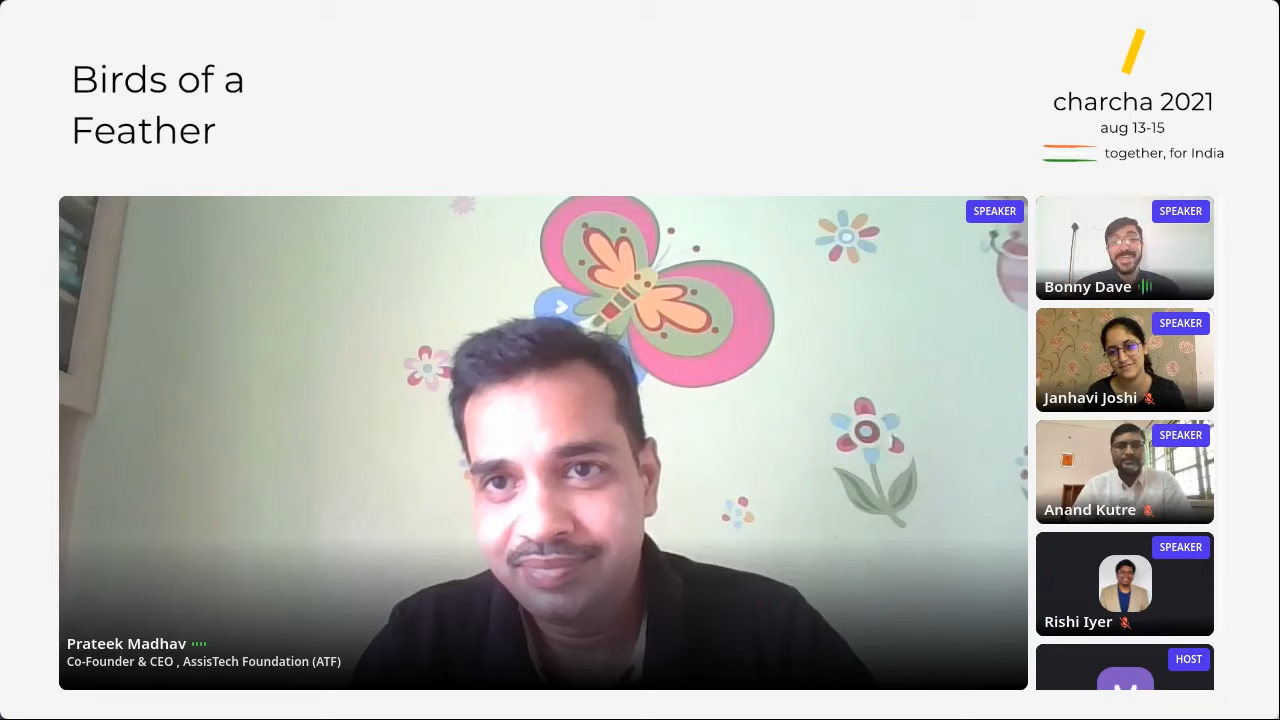 Birds of a
Feather
charcha 2021
aug 13-15
together, for India
SPEAKER
Prateek Madhav
Co-Founder & CEO , AssisTech Foundation (ATF)
SPEAKER
Bonny Dave
SPEAKER
Janhavi Joshi
SPEAKER
Anand Kutre
SPEAKER
Rishi Iyer
HOST
M